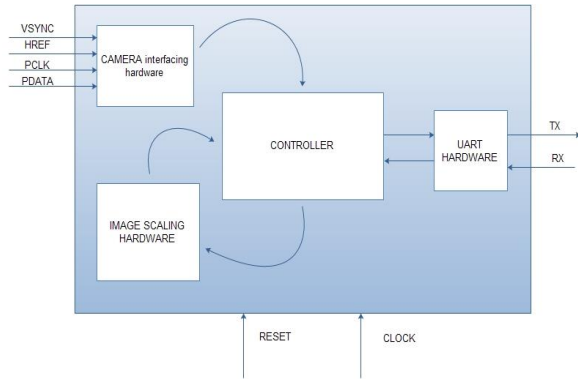 VSYNC
HREF
PCLK
PDATA
CAMERA interfacing
hardware
CONTROLLER
UART
HARDWARE
TX
RX
IMAGE SCALING
HARDWARE
RESET
CLOCK